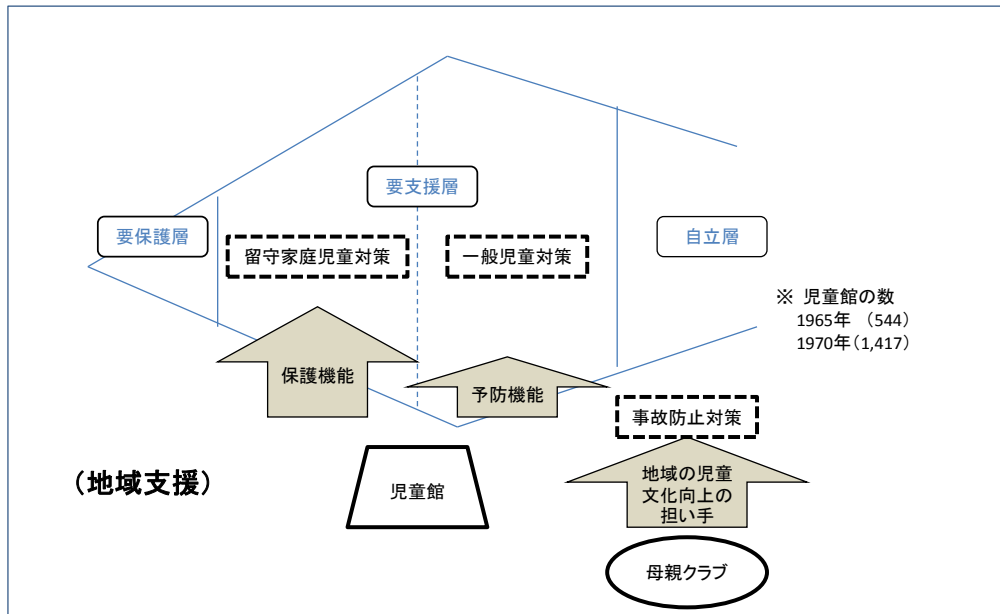 要支援層
要保護層
自立層
留守家庭児童対策
一般児童対策
※ 児童館の数
1965年 （544）
1970年（1,417）
保護機能
予防機能
事故防止対策
（地域支援）
児童館
地域の児童
文化向上の
担い手
母親クラブ